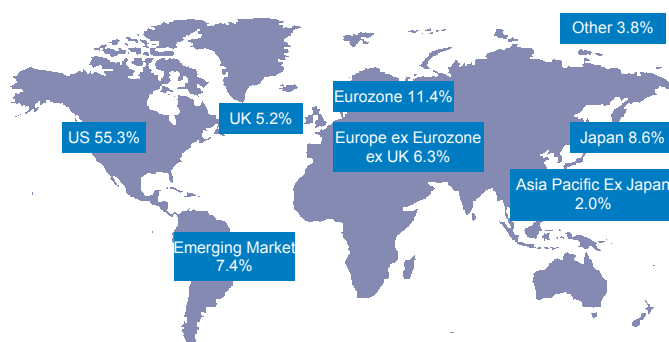 Other 3.8%
Eurozone 11.4%
UK 5.2%
US 55.3%
Europe ex Eurozone
ex UK 6.3%
Japan 8.6%
Asia Pacific Ex Japan
2.0%
Emerging Market
7.4%